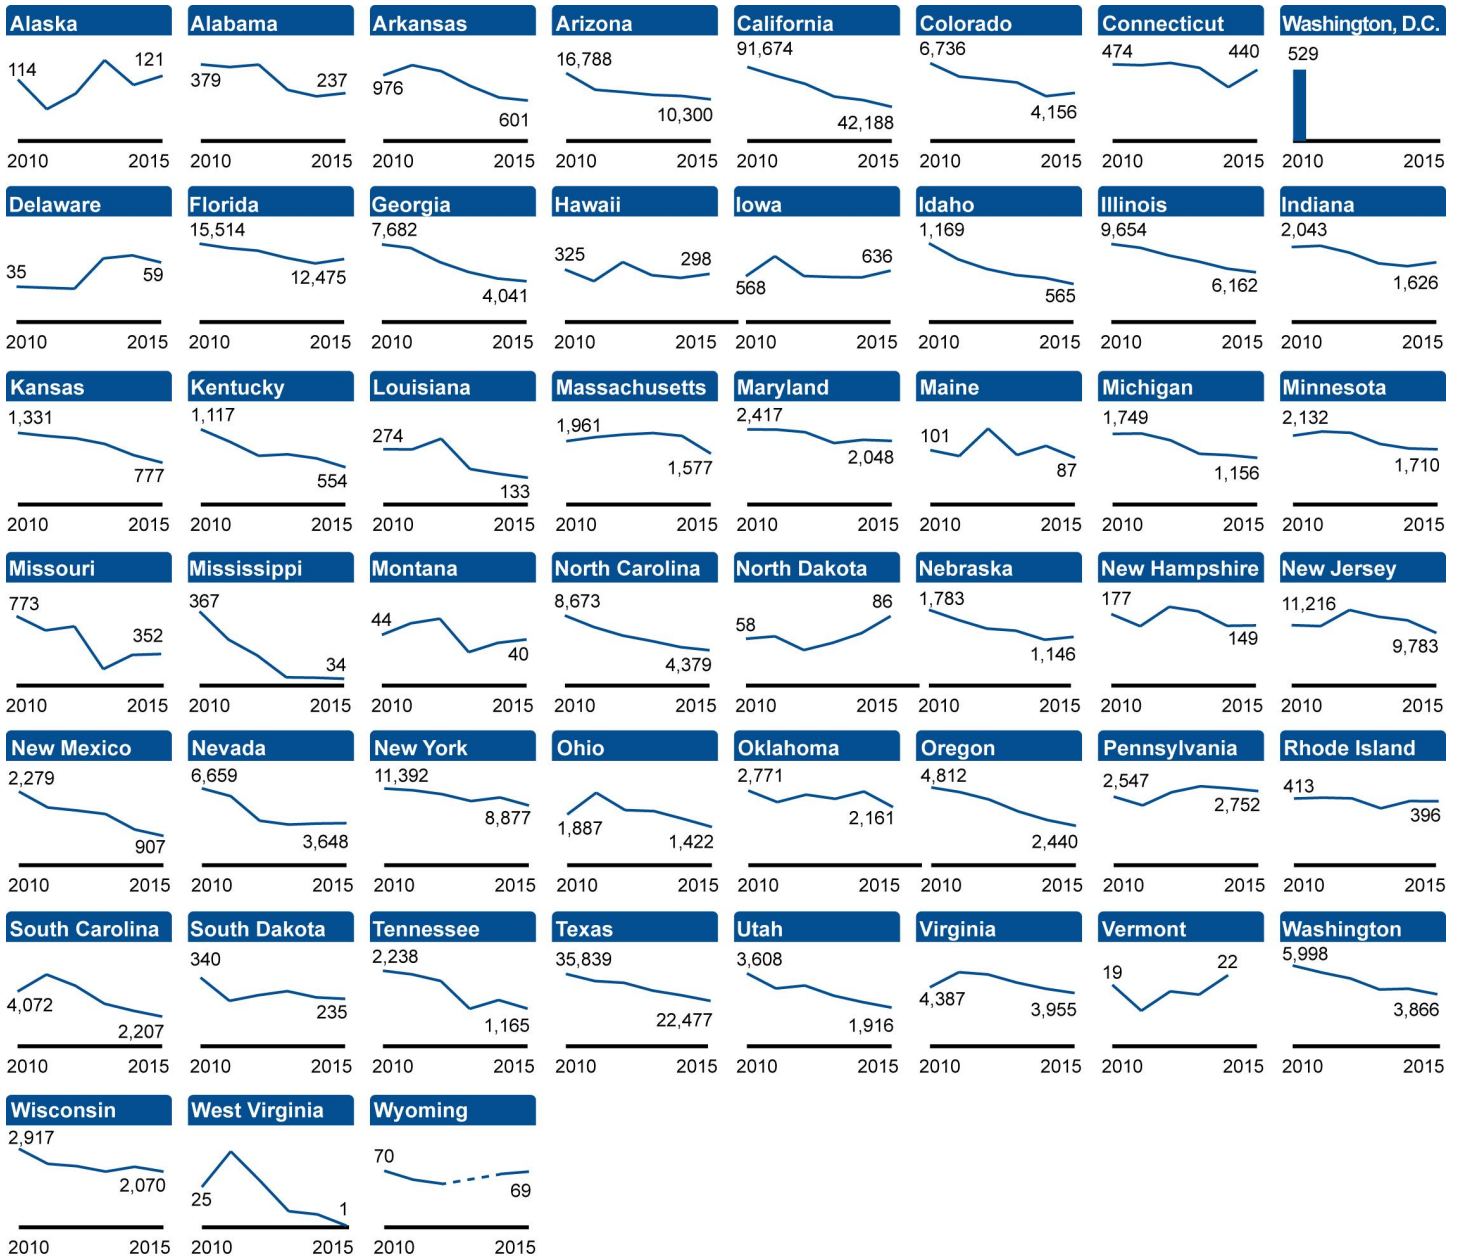 Alaska Alabama Arkansas Arizona California Colorado Connecticut Washington, D.C.
114 121 379 237 976 601 16,788 10,300 91,674 42,188 6,736 4,156 474 440 529
2010 2015 2010 2015 2010 2015 2010 2015 2010 2015 2010 2015 2010 2015 2010 2015
Delaware Florida Georgia Hawaii Iowa Idaho Illinois Indiana
35 59 15,514 12,475 7,682 4,041 325 298 568 636 1,169 565 9,654 6,162 2,043 1,626
2010 2015 2010 2015 2010 2015 2010 2015 2010 2015 2010 2015 2010 2015 2010 2015
Kansas Kentucky Louisiana Massachusetts Maryland Maine Michigan Minnesota
1,331 777 1,117 554 274 133 1,961 1,577 2,417 2,048 101 87 1,749 1,156 2,132 1,710
2010 2015 2010 2015 2010 2015 2010 2015 2010 2015 2010 2015 2010 2015 2010 2015
Missouri Mississippi Montana North Carolina North Dakota Nebraska New Hampshire New Jersey
773 352 367 34 44 40 8,673 4,379 58 86 1,783 1,146 177 149 11,216 9,783
2010 2015 2010 2015 2010 2015 2010 2015 2010 2015 2010 2015 2010 2015 2010 2015
New Mexico Nevada New York Ohio Oklahoma Oregon Pennsylvania Rhode Island
2,279 907 6,659 3,648 11,392 8,877 1,887 1,422 2,771 2,161 4,812 2,440 2,547 2,752 413 396
2010 2015 2010 2015 2010 2015 2010 2015 2010 2015 2010 2015 2010 2015 2010 2015
South Carolina South Dakota Tennessee Texas Utah Virginia Vermont Washington
4,072 2,207 340 235 2,238 1,165 35,839 22,477 3,608 1,916 4,387 3,955 19 22 5,998 3,866
2010 2015 2010 2015 2010 2015 2010 2015 2010 2015 2010 2015 2010 2015 2010 2015
Wisconsin West Virginia Wyoming
2,917 2,070 25 1 70 69
2010 2015 2010 2015 2010 2015